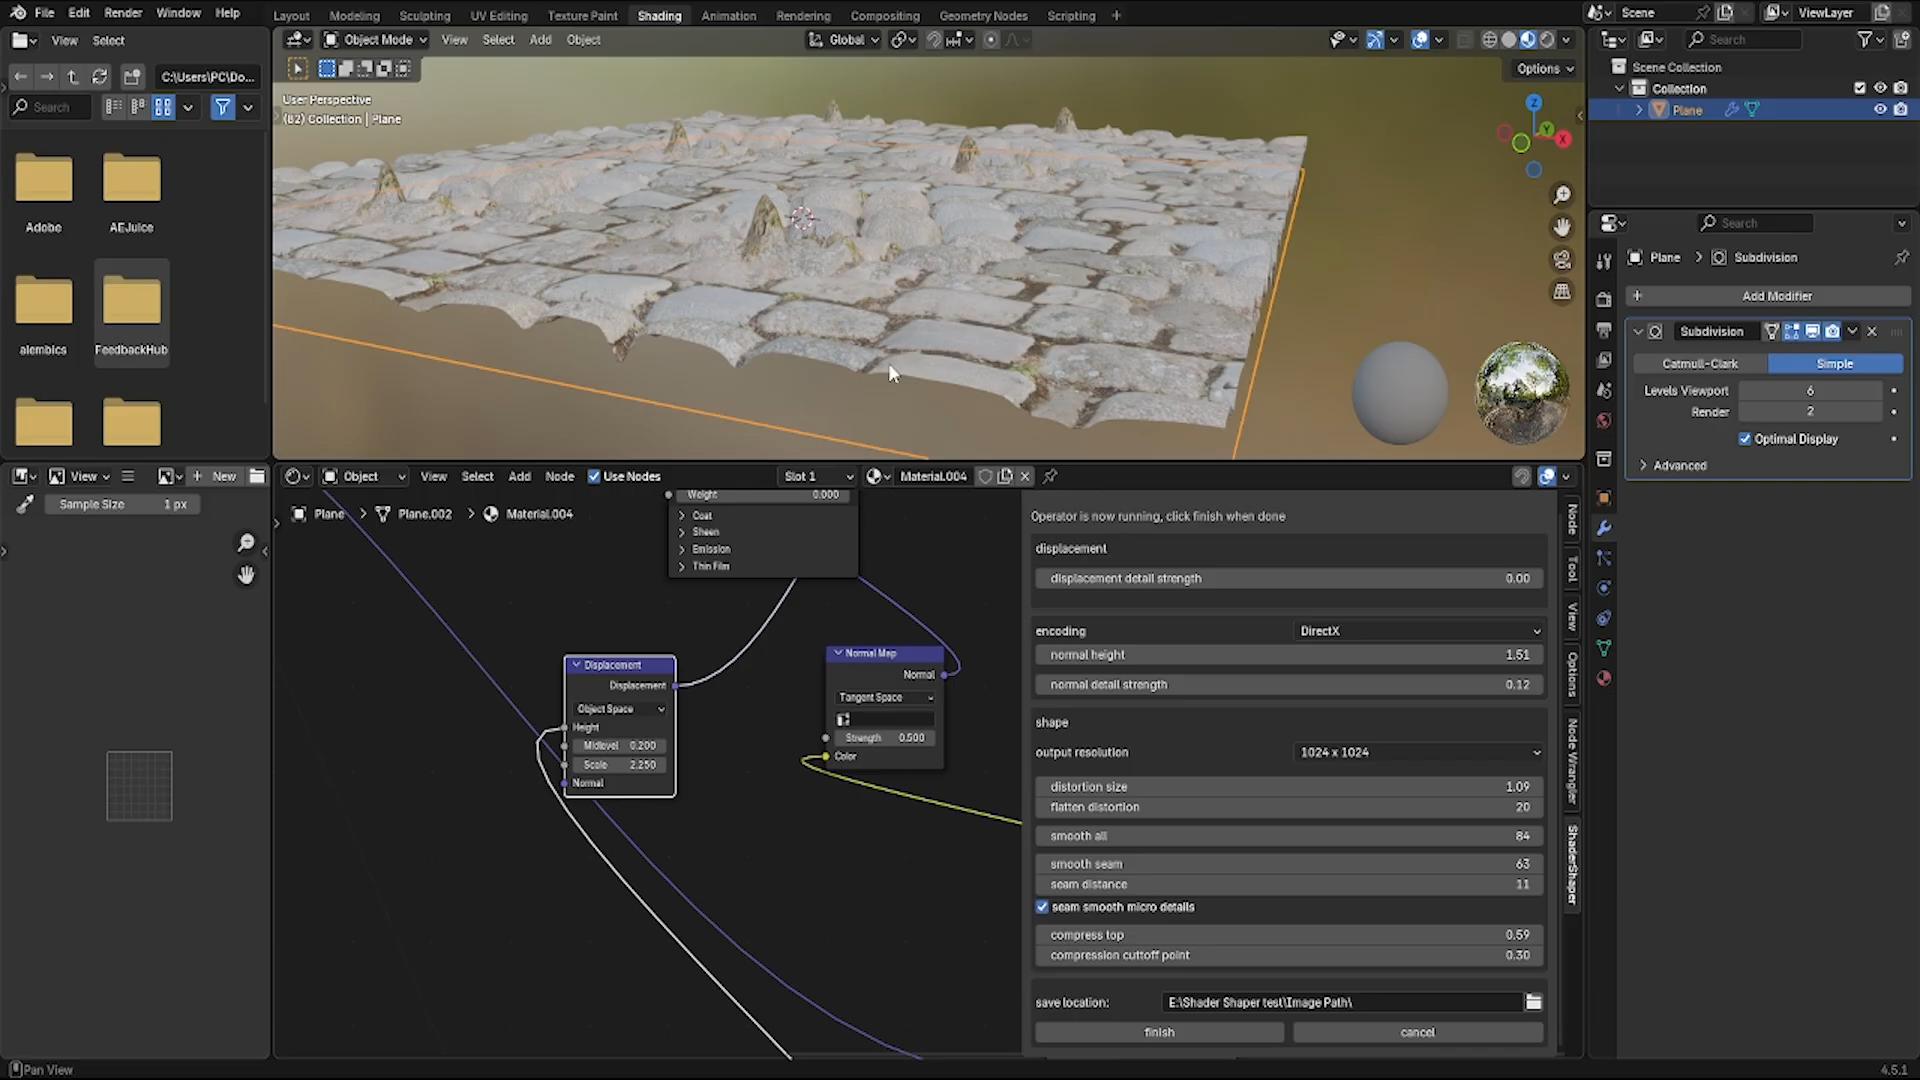 File Edit Render Window Help
Layout Modeling Sculpting UV Editing Texture Paint Shading Animation Rendering Compositing Geometry Nodes Scripting +
Scene ViewLayer
View Select
Object Mode View Select Add Object
Global
Search
C:\Users\PC\Do...
Options
Search
Adobe
AEJuice
alembics
FeedbackHub
User Perspective
(82) Collection | Plane
Z
Y
X
Scene Collection
Collection
Plane
Search
Plane > Subdivision
Add Modifier
Subdivision
Catmull-Clark Simple
Levels Viewport 6
Render 2
Optimal Display
Advanced
View New
Sample Size 1 px
Object View Select Add Node Use Nodes Slot 1 Material.004
Plane > Plane.002 > Material.004
Weight 0.000
Coat
Sheen
Emission
Thin Film
Displacement
Displacement
Object Space
Height
Midlevel 0.200
Scale 2.250
Normal
Normal Map
Normal
Tangent Space
Strength 0.500
Color
Operator is now running, click finish when done
displacement
displacement detail strength 0.00
encoding DirectX
normal height 1.51
normal detail strength 0.12
shape
output resolution 1024 x 1024
distortion size 1.09
flatten distortion 20
smooth all 84
smooth seam 63
seam distance 11
seam smooth micro details
compress top 0.59
compression cuttoff point 0.30
save location: E:\Shader Shaper test\Image Path\
finish cancel
Node
Tool
View
Options
Node Wrangler
ShaderShaper
Pan View
4.5.1